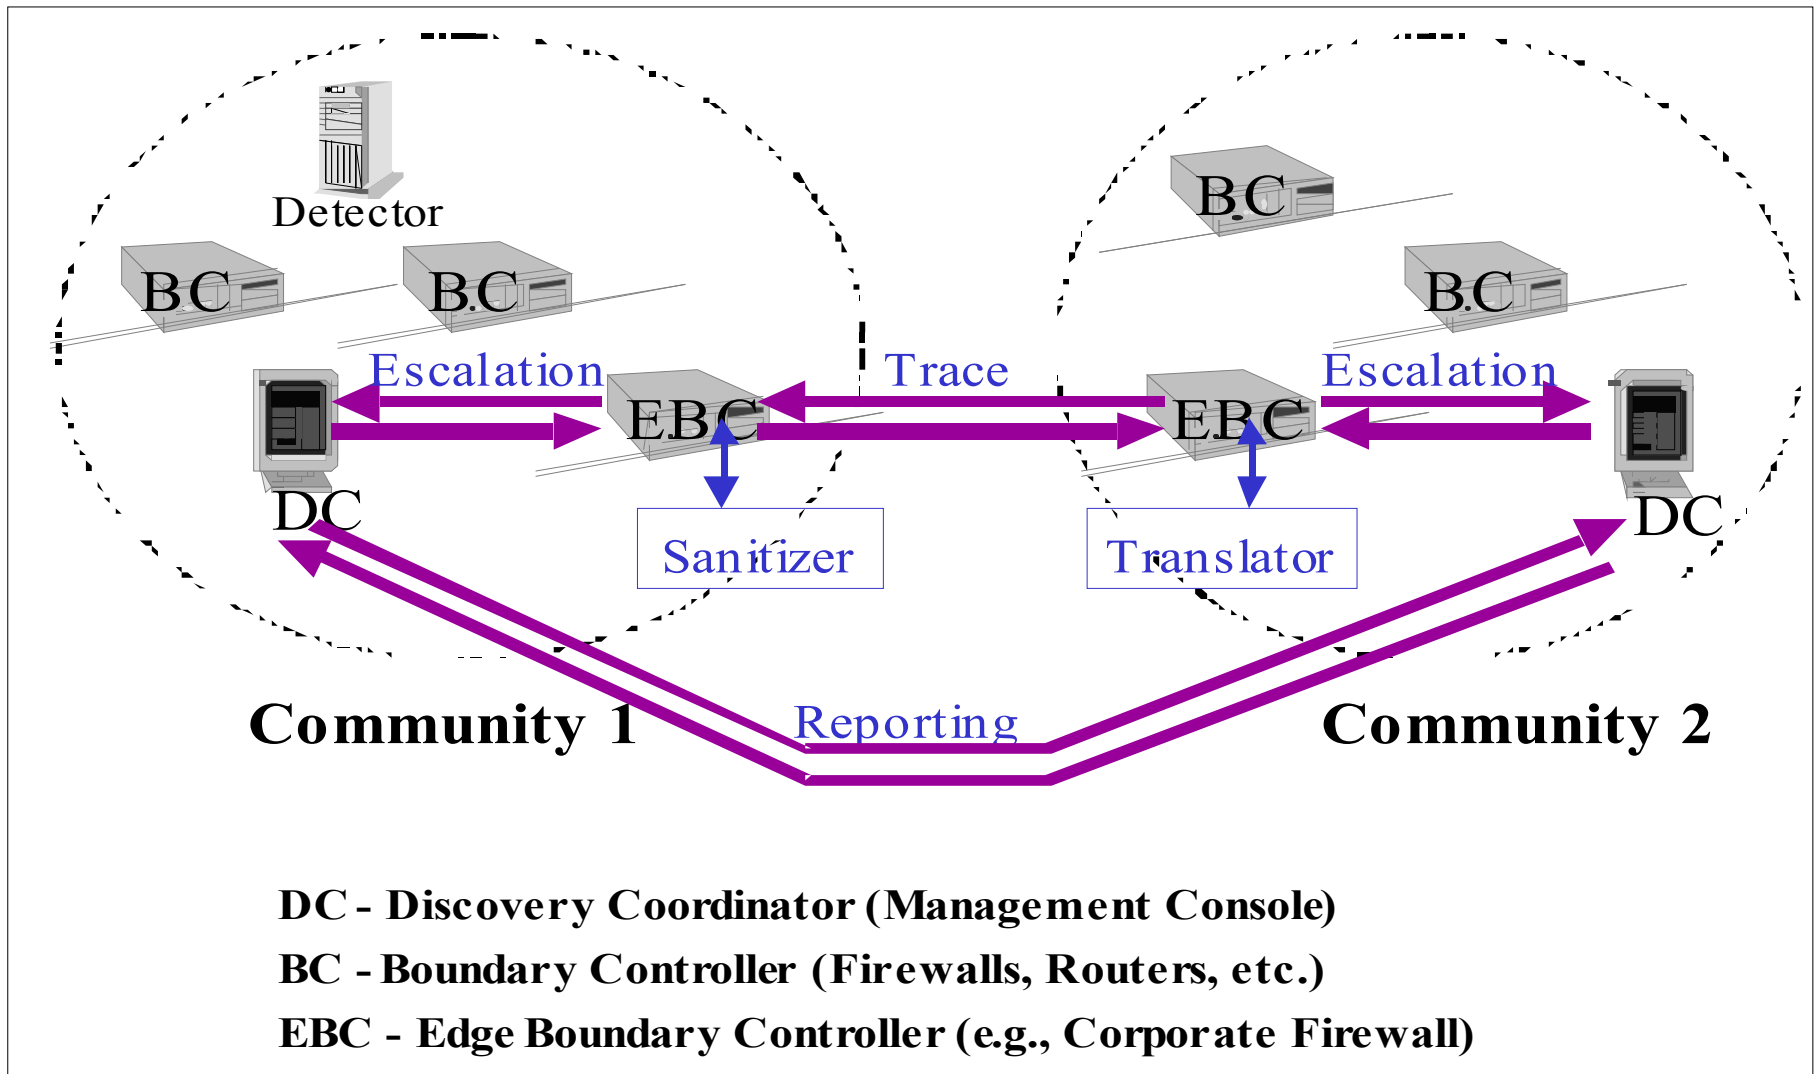 Detector
BC
BC
BC
BC
Escalation
Trace
Escalation
EBC
EBC
DC
DC
Sanitizer
Translator
Community 1
Reporting
Community 2
DC - Discovery Coordinator (Management Console)
BC - Boundary Controller (Firewalls, Routers, etc.)
EBC - Edge Boundary Controller (e.g., Corporate Firewall)